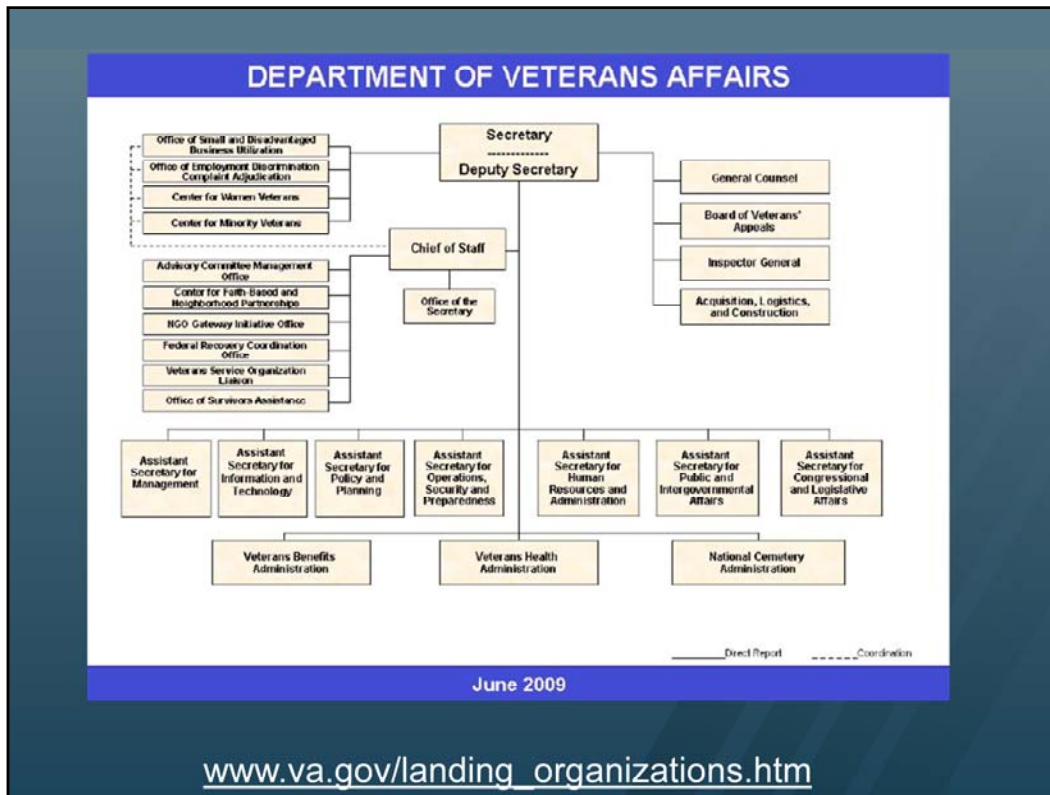 DEPARTMENT OF VETERANS AFFAIRS
Secretary
-------------
Deputy Secretary
Office of Small and Disadvantaged
Business Utilization
Office of Employment Discrimination
Complaint Adjudication
Center for Women Veterans
Center for Minority Veterans
General Counsel
Board of Veterans'
Appeals
Inspector General
Acquisition, Logistics,
and Construction
Chief of Staff
Office of the
Secretary
Advisory Committee Management
Office
Center for Faith-Based and
Neighborhood Partnerships
NGO Gateway Initiative Office
Federal Recovery Coordination
Office
Veterans Service Organization
Liaison
Office of Survivors Assistance
Assistant
Secretary for
Management
Assistant
Secretary for
Information and
Technology
Assistant
Secretary for
Policy and
Planning
Assistant
Secretary for
Operations,
Security and
Preparedness
Assistant
Secretary for
Human
Resources and
Administration
Assistant
Secretary for
Public and
Intergovernmental
Affairs
Assistant
Secretary for
Congressional
and Legislative
Affairs
Veterans Benefits
Administration
Veterans Health
Administration
National Cemetery
Administration
Direct Report
Coordination
June 2009
www.va.gov/landing_organizations.htm